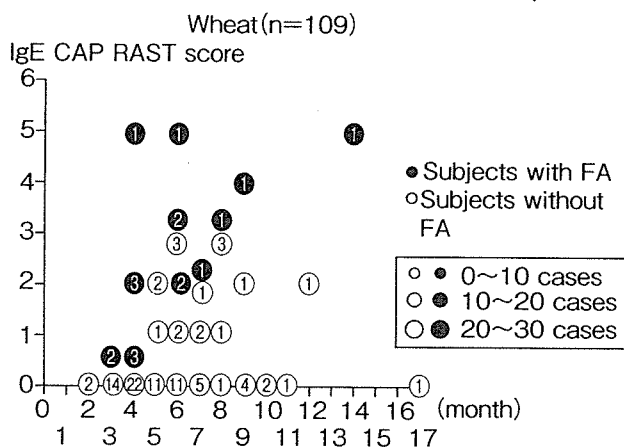 Wheat(n=109)
IgE CAP RAST score
6
5
4
3
2
1
0
1 1 1
1
2 1
3 3
1
3 2 2 1 1 1
1 2 2 1
2 3
2 14 22 11 11 5 1 4 2 1 1
0 2 4 6 8 10 12 14 16 (month)
1 3 5 7 9 11 13 15 17
Subjects with FA
Subjects without
FA
0~10 cases
10~20 cases
20~30 cases